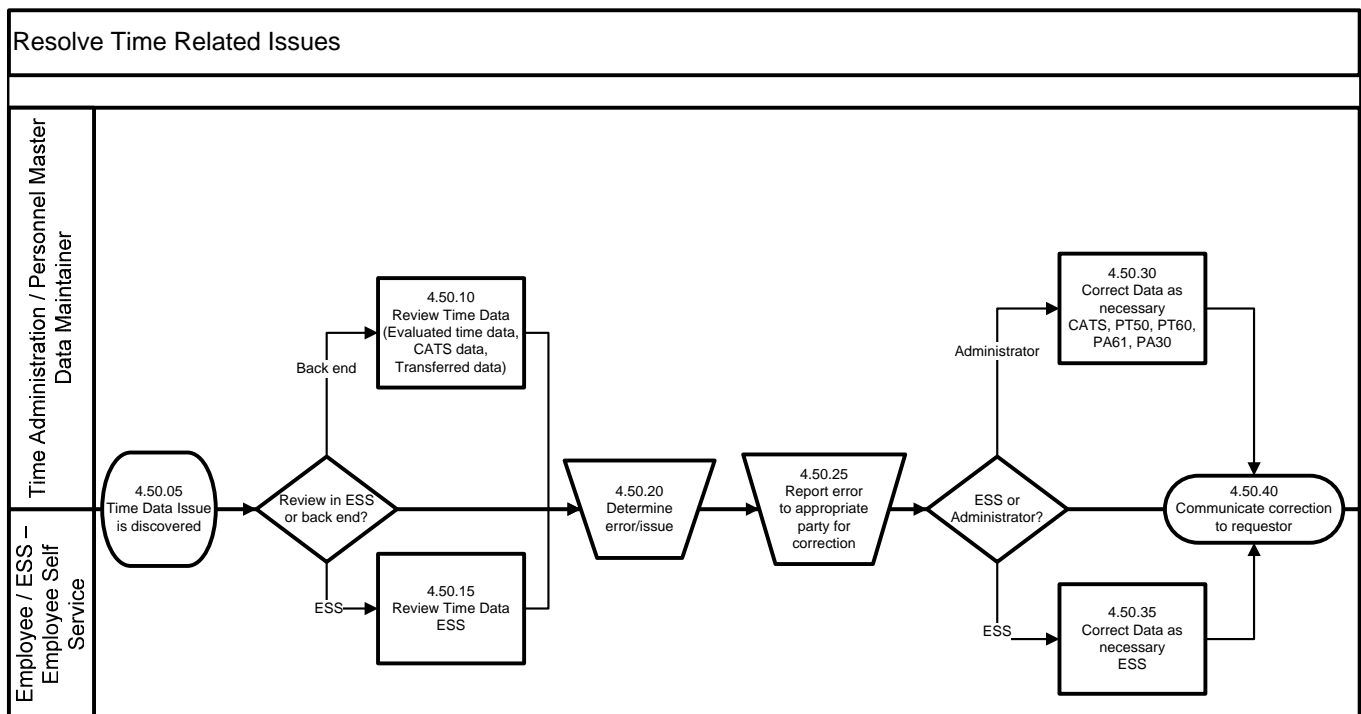 Resolve Time Related Issues
Time Administration / Personnel Master
Data Maintainer
Employee / ESS –
Employee Self
Service
4.50.05
Time Data Issue
is discovered
Review in ESS
or back end?
Back end
4.50.10
Review Time Data
(Evaluated time data,
CATS data,
Transferred data)
ESS
4.50.15
Review Time Data
ESS
4.50.20
Determine
error/issue
4.50.25
Report error
to appropriate
party for
correction
ESS or
Administrator?
Administrator
4.50.30
Correct Data as
necessary
CATS, PT50, PT60,
PA61, PA30
ESS
4.50.35
Correct Data as
necessary
ESS
4.50.40
Communicate correction
to requestor